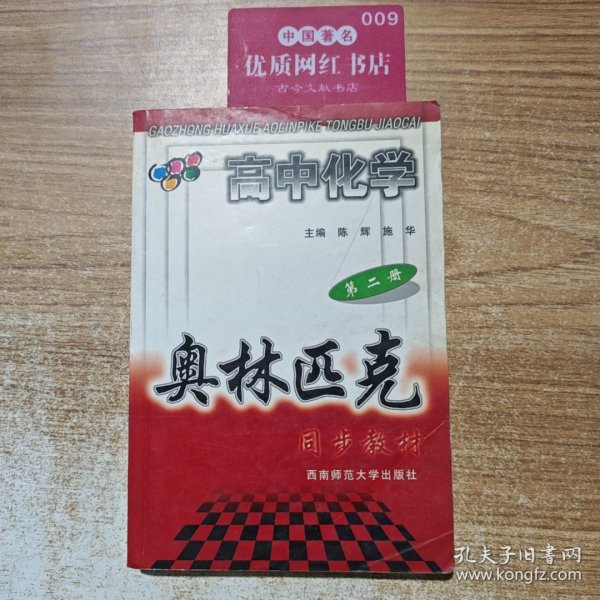 009
中国著名
优质网红书店
古今文献书店
GAOZHONG HUAXUE AOLINPIKE TONGBU JIAOCAI
高中化学
主编 陈辉 施华
第二册
奥林匹克
同步教材
西南师范大学出版社
孔夫子旧书网
www.kongfz.com